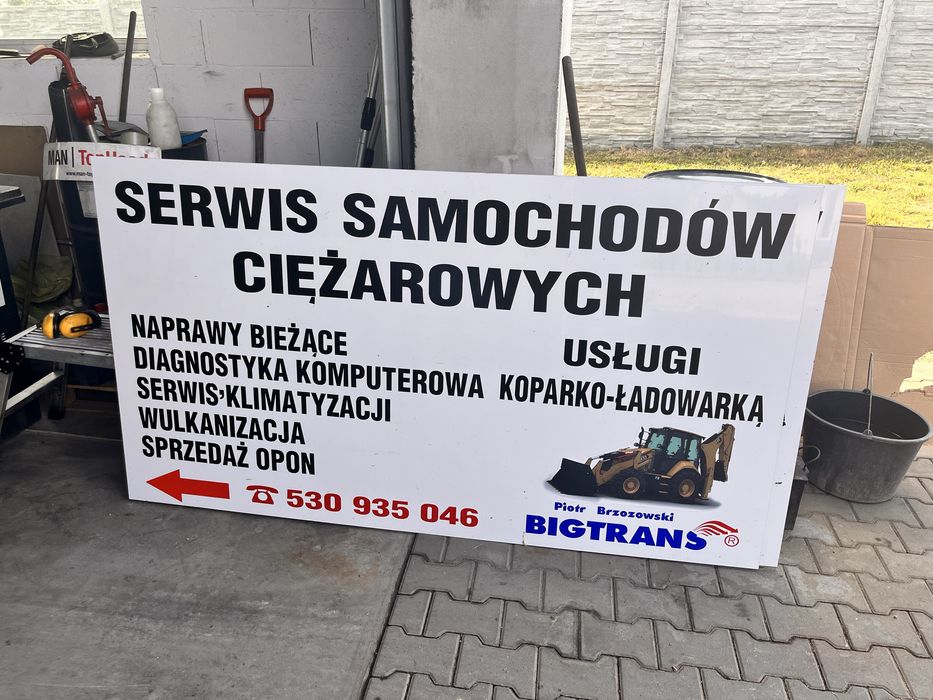 MAN | TopUsed
SERWIS SAMOCHODÓW
CIĘŻAROWYCH
NAPRAWY BIEŻĄCE
DIAGNOSTYKA KOMPUTEROWA
SERWIS KLIMATYZACJI
WULKANIZACJA
SPRZEDAŻ OPON
☎ 530 935 046
USŁUGI
KOPARKO-ŁADOWARKĄ
Piotr Brzozowski
BIGTRANS ®